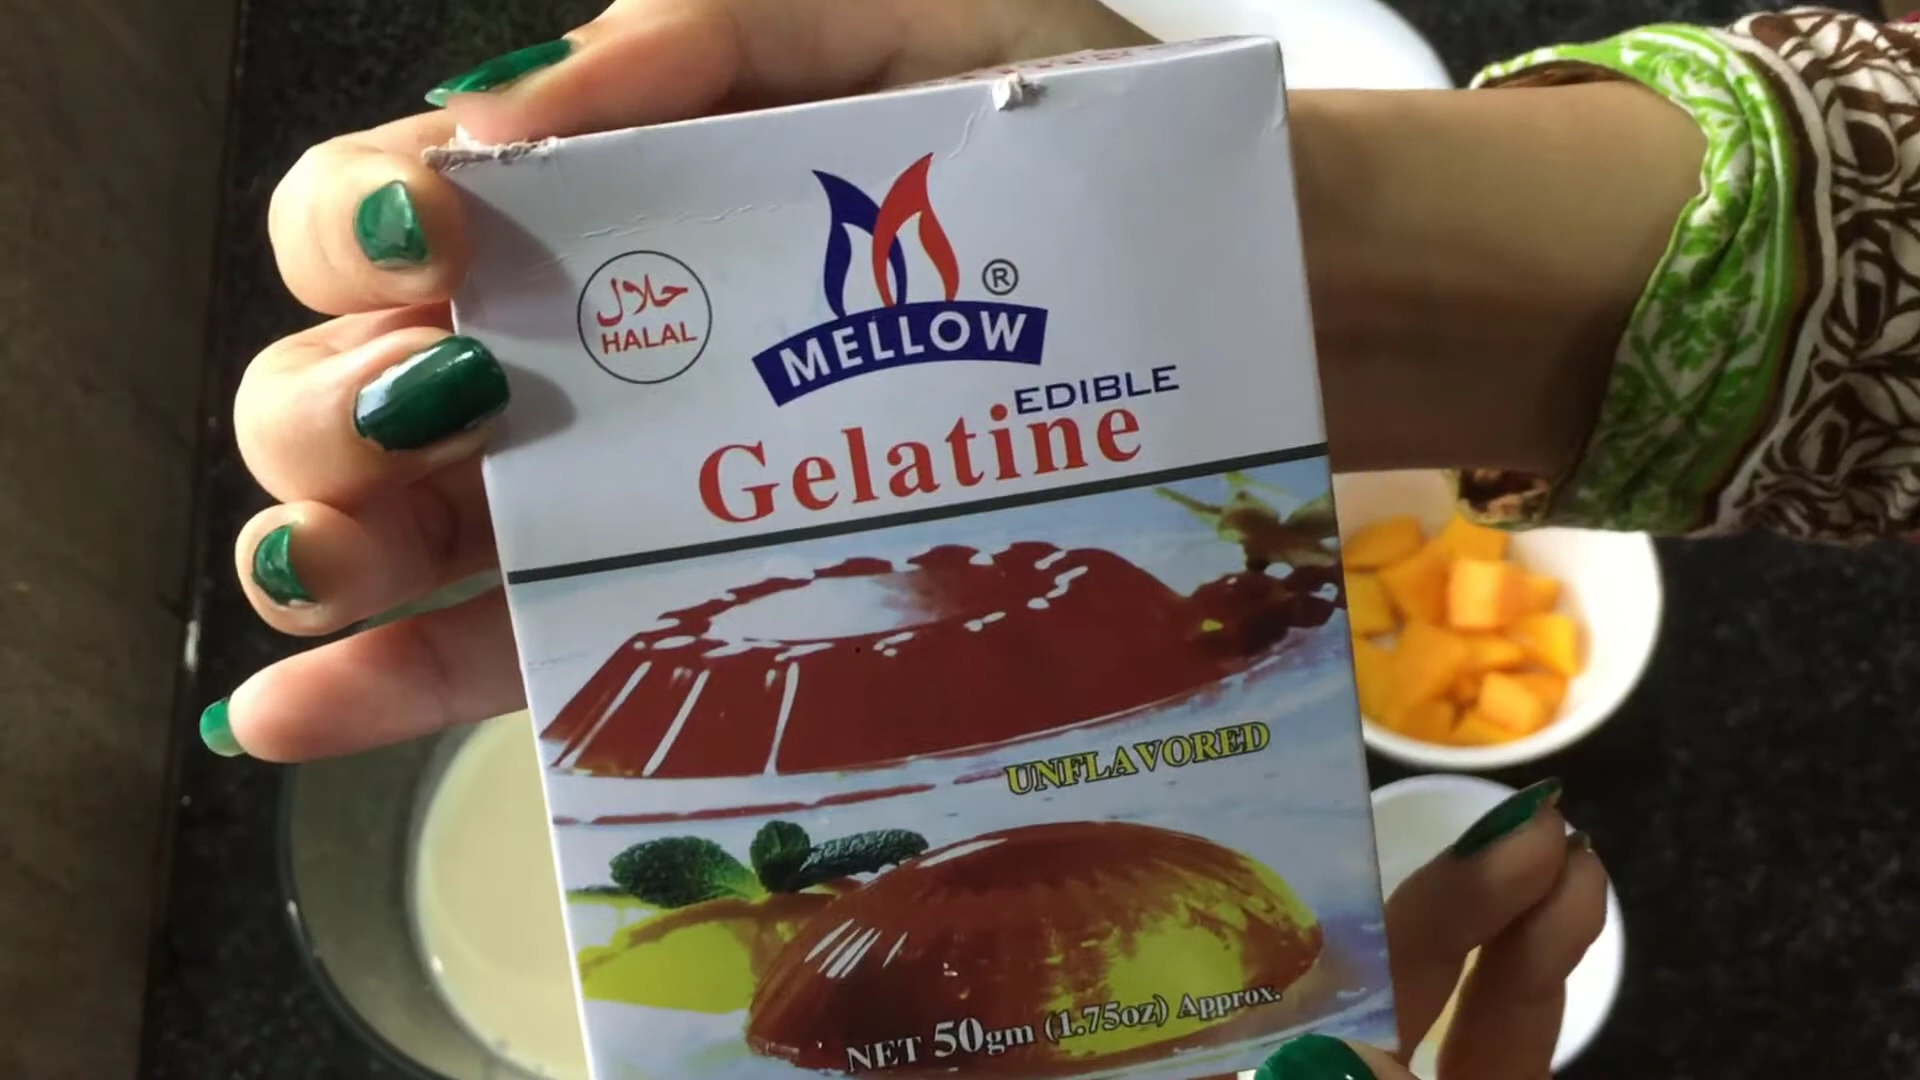 حلال
HALAL
MELLOW ®
EDIBLE
Gelatine
UNFLAVORED
NET 50gm (1.75oz) Approx.